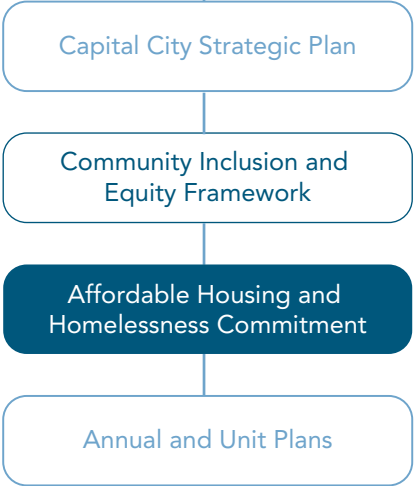 Capital City Strategic Plan
Community Inclusion and
Equity Framework
Affordable Housing and
Homelessness Commitment
Annual and Unit Plans